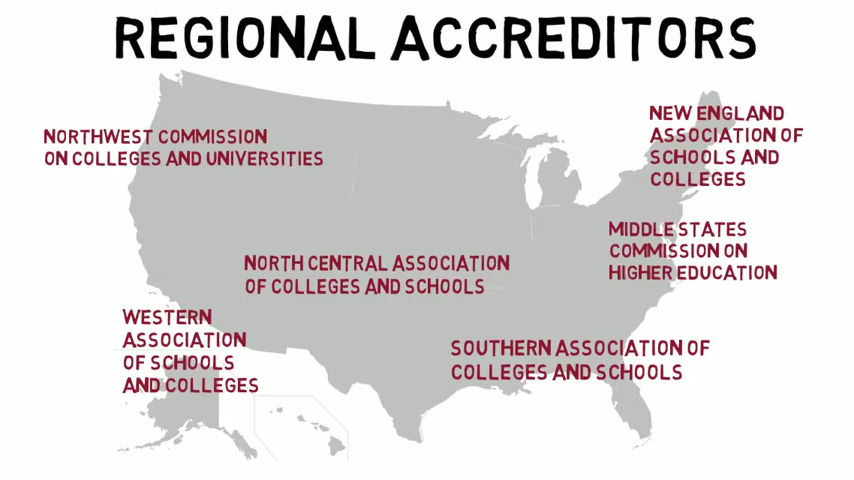 REGIONAL ACCREDITORS
NORTHWEST COMMISSION
ON COLLEGES AND UNIVERSITIES
NEW ENGLAND
ASSOCIATION OF
SCHOOLS AND
COLLEGES
MIDDLE STATES
COMMISSION ON
HIGHER EDUCATION
NORTH CENTRAL ASSOCIATION
OF COLLEGES AND SCHOOLS
WESTERN
ASSOCIATION
OF SCHOOLS
AND COLLEGES
SOUTHERN ASSOCIATION OF
COLLEGES AND SCHOOLS